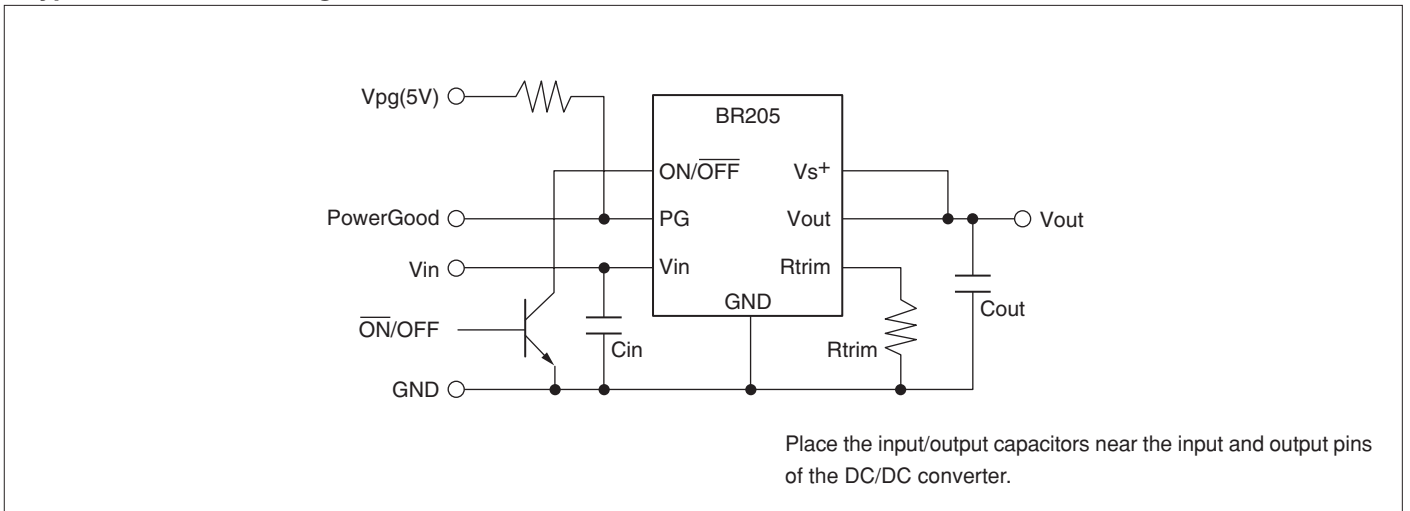 Vpg(5V)
BR205
ON/OFF
Vs+
PowerGood
PG
Vout
Vout
Vin
Vin
Rtrim
GND
Cout
ON/OFF
Cin
Rtrim
GND
Place the input/output capacitors near the input and output pins
of the DC/DC converter.